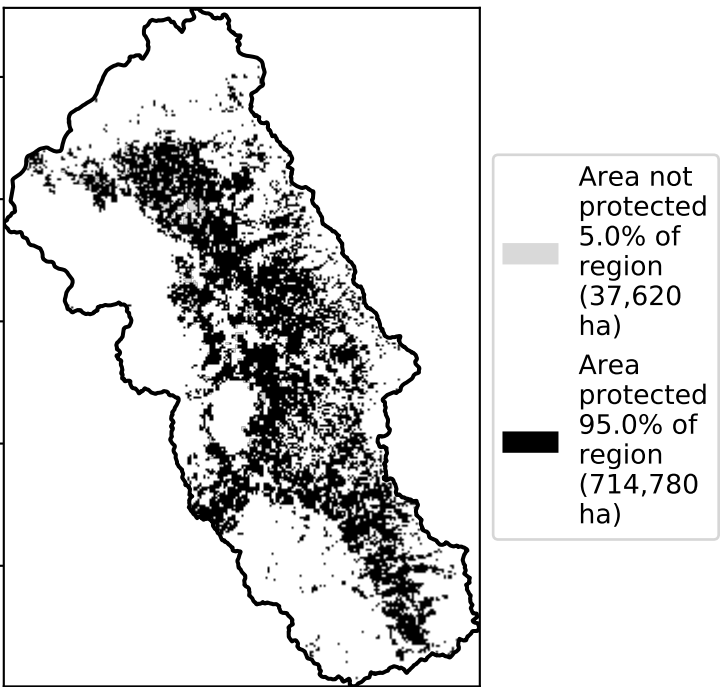 Area not
protected
5.0% of
region
(37,620
ha)
Area
protected
95.0% of
region
(714,780
ha)